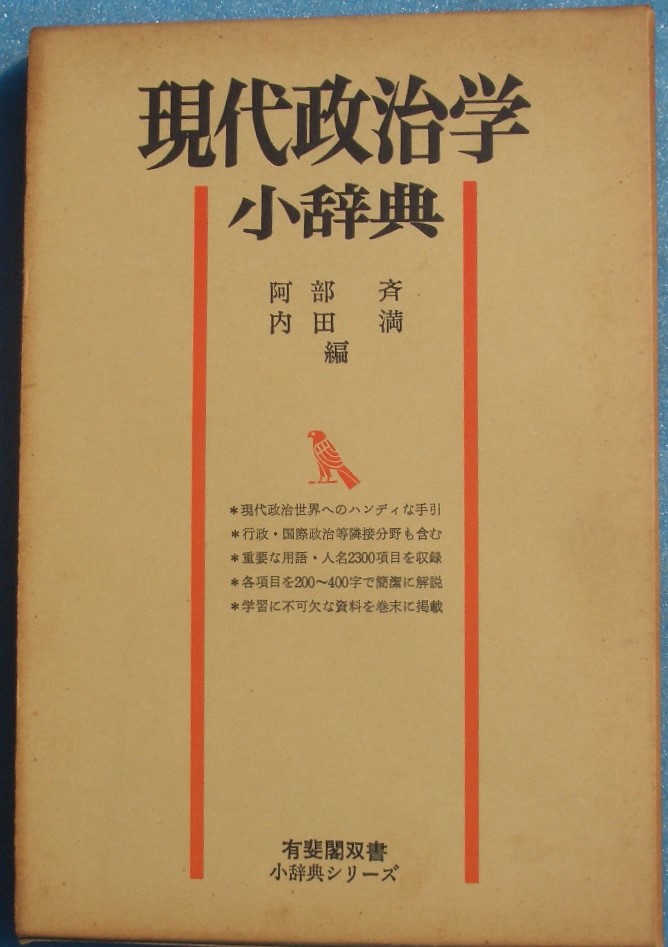 現代政治学
小辞典
阿部 斉
内田 満
編
＊現代政治世界へのハンディな手引
＊行政・国際政治等隣接分野も含む
＊重要な用語・人名2300項目を収録
＊各項目を200〜400字で簡潔に解説
＊学習に不可欠な資料を巻末に掲載
有斐閣双書
小辞典シリーズ